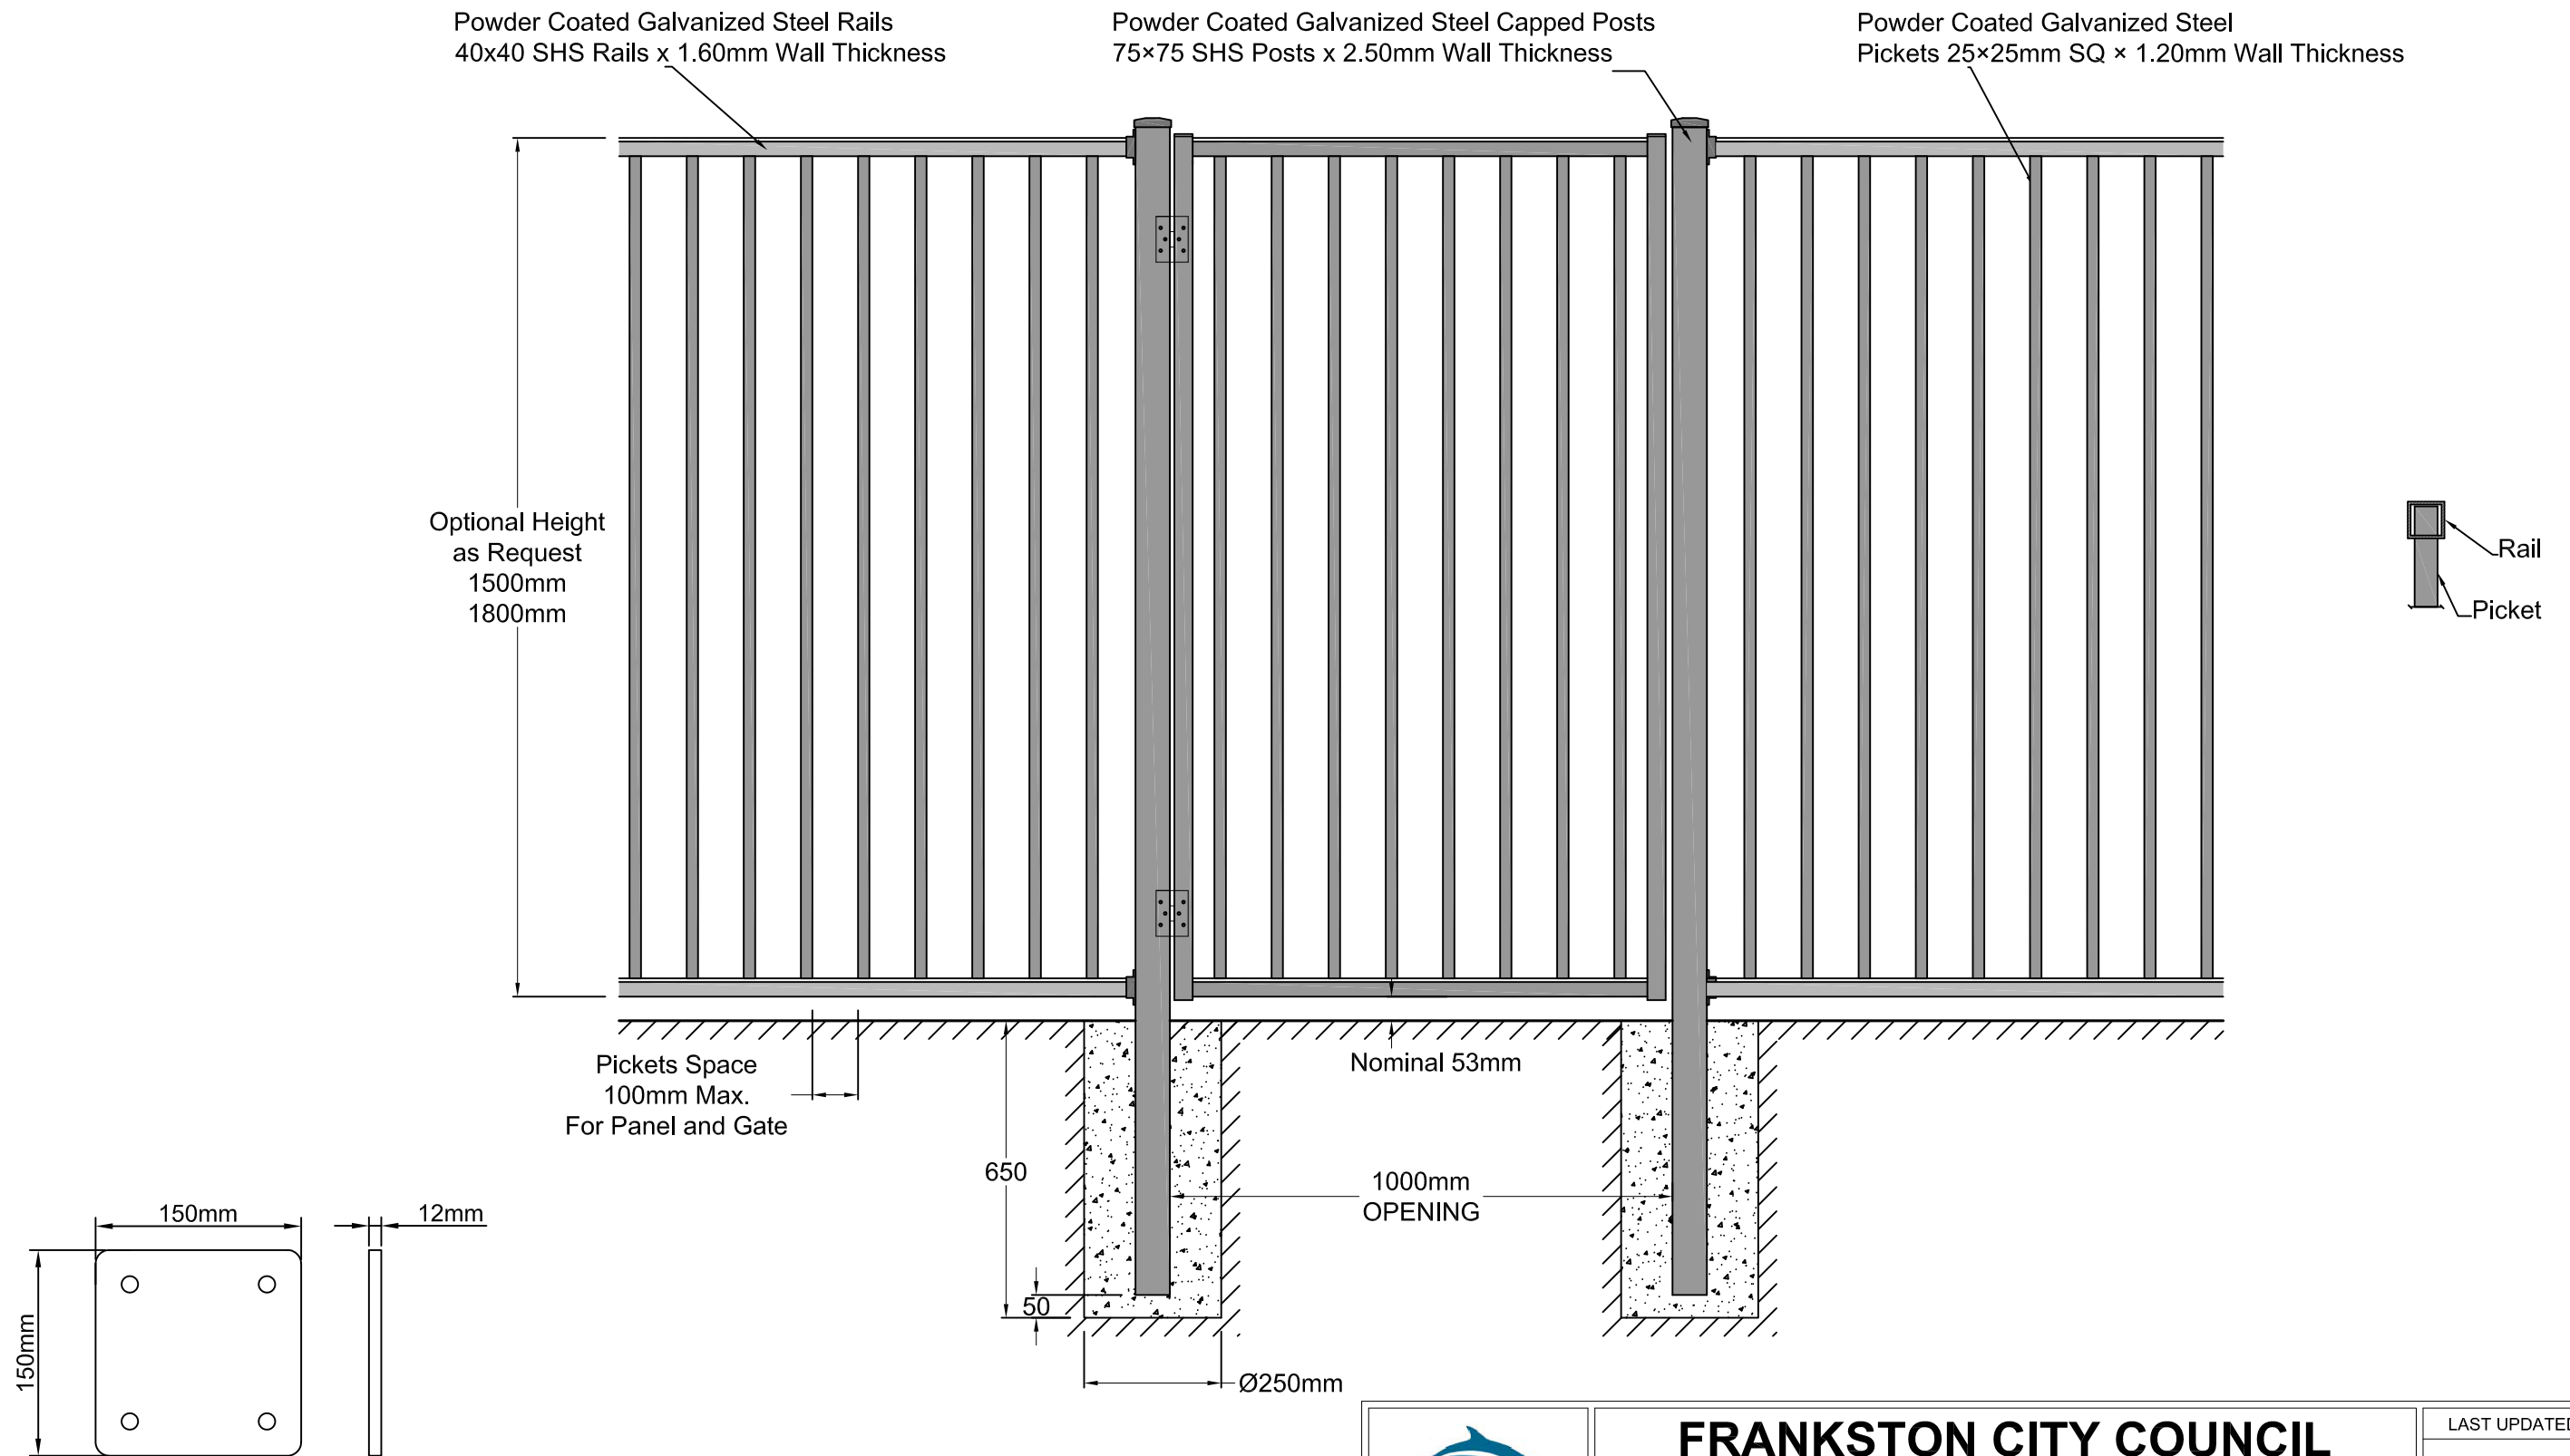 Powder Coated Galvanized Steel Rails
40x40 SHS Rails x 1.60mm Wall Thickness
Powder Coated Galvanized Steel Capped Posts
75×75 SHS Posts x 2.50mm Wall Thickness
Powder Coated Galvanized Steel
Pickets 25×25mm SQ × 1.20mm Wall Thickness
Optional Height
as Request
1500mm
1800mm
Rail
Picket
Pickets Space
100mm Max.
For Panel and Gate
Nominal 53mm
650
1000mm
OPENING
50
Ø250mm
150mm
12mm
150mm
FRANKSTON CITY COUNCIL
LAST UPDATED